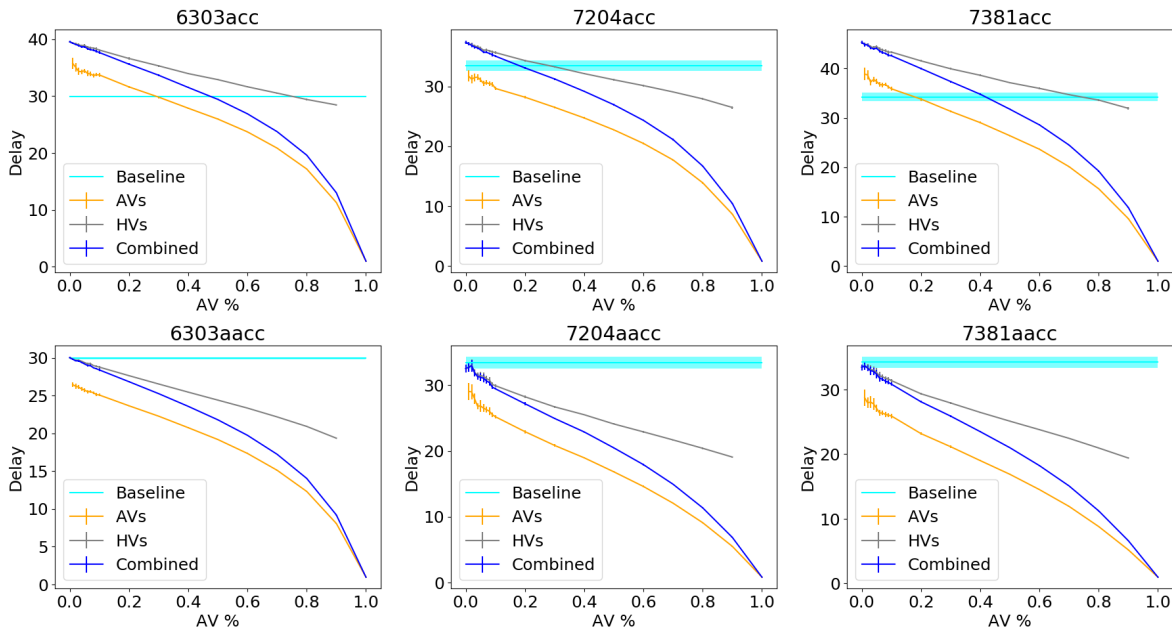 6303acc
40
30
20
10
0
Delay
Baseline
AVs
HVs
Combined
0.0 0.2 0.4 0.6 0.8 1.0
AV %
7204acc
30
20
10
0
Delay
Baseline
AVs
HVs
Combined
0.0 0.2 0.4 0.6 0.8 1.0
AV %
7381acc
40
30
20
10
0
Delay
Baseline
AVs
HVs
Combined
0.0 0.2 0.4 0.6 0.8 1.0
AV %
6303aacc
30
25
20
15
10
5
0
Delay
Baseline
AVs
HVs
Combined
0.0 0.2 0.4 0.6 0.8 1.0
AV %
7204aacc
30
20
10
0
Delay
Baseline
AVs
HVs
Combined
0.0 0.2 0.4 0.6 0.8 1.0
AV %
7381aacc
30
20
10
0
Delay
Baseline
AVs
HVs
Combined
0.0 0.2 0.4 0.6 0.8 1.0
AV %